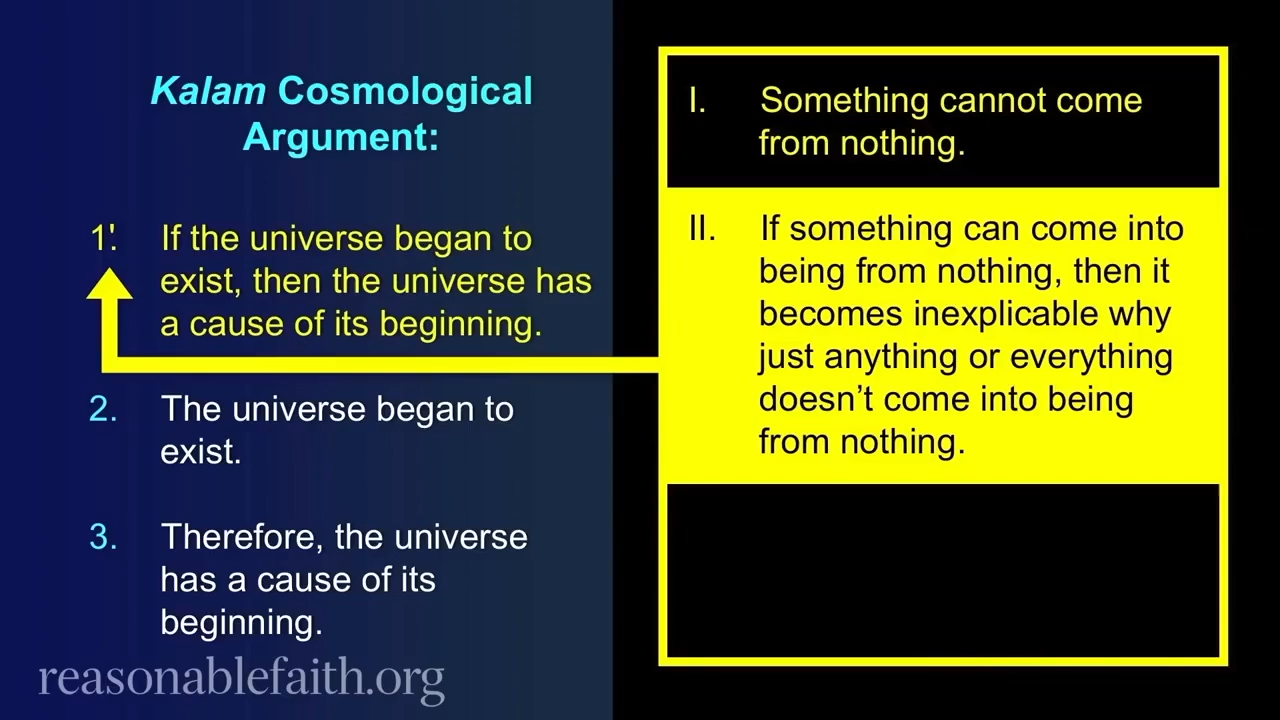 Kalam Cosmological
Argument:
1'. If the universe began to
exist, then the universe has
a cause of its beginning.
2. The universe began to
exist.
3. Therefore, the universe
has a cause of its
beginning.
reasonablefaith.org
I. Something cannot come
from nothing.
II. If something can come into
being from nothing, then it
becomes inexplicable why
just anything or everything
doesn’t come into being
from nothing.